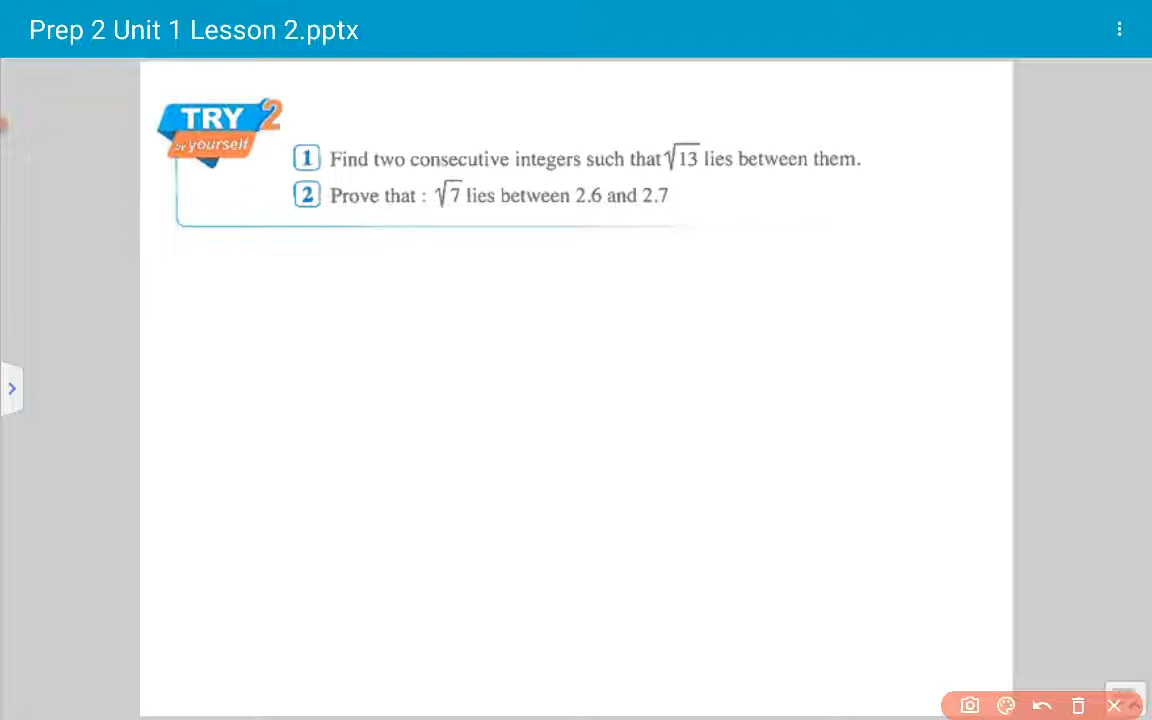 Prep 2 Unit 1 Lesson 2.pptx
TRY 2
by yourself
1 Find two consecutive integers such that √13 lies between them.
2 Prove that : √7 lies between 2.6 and 2.7